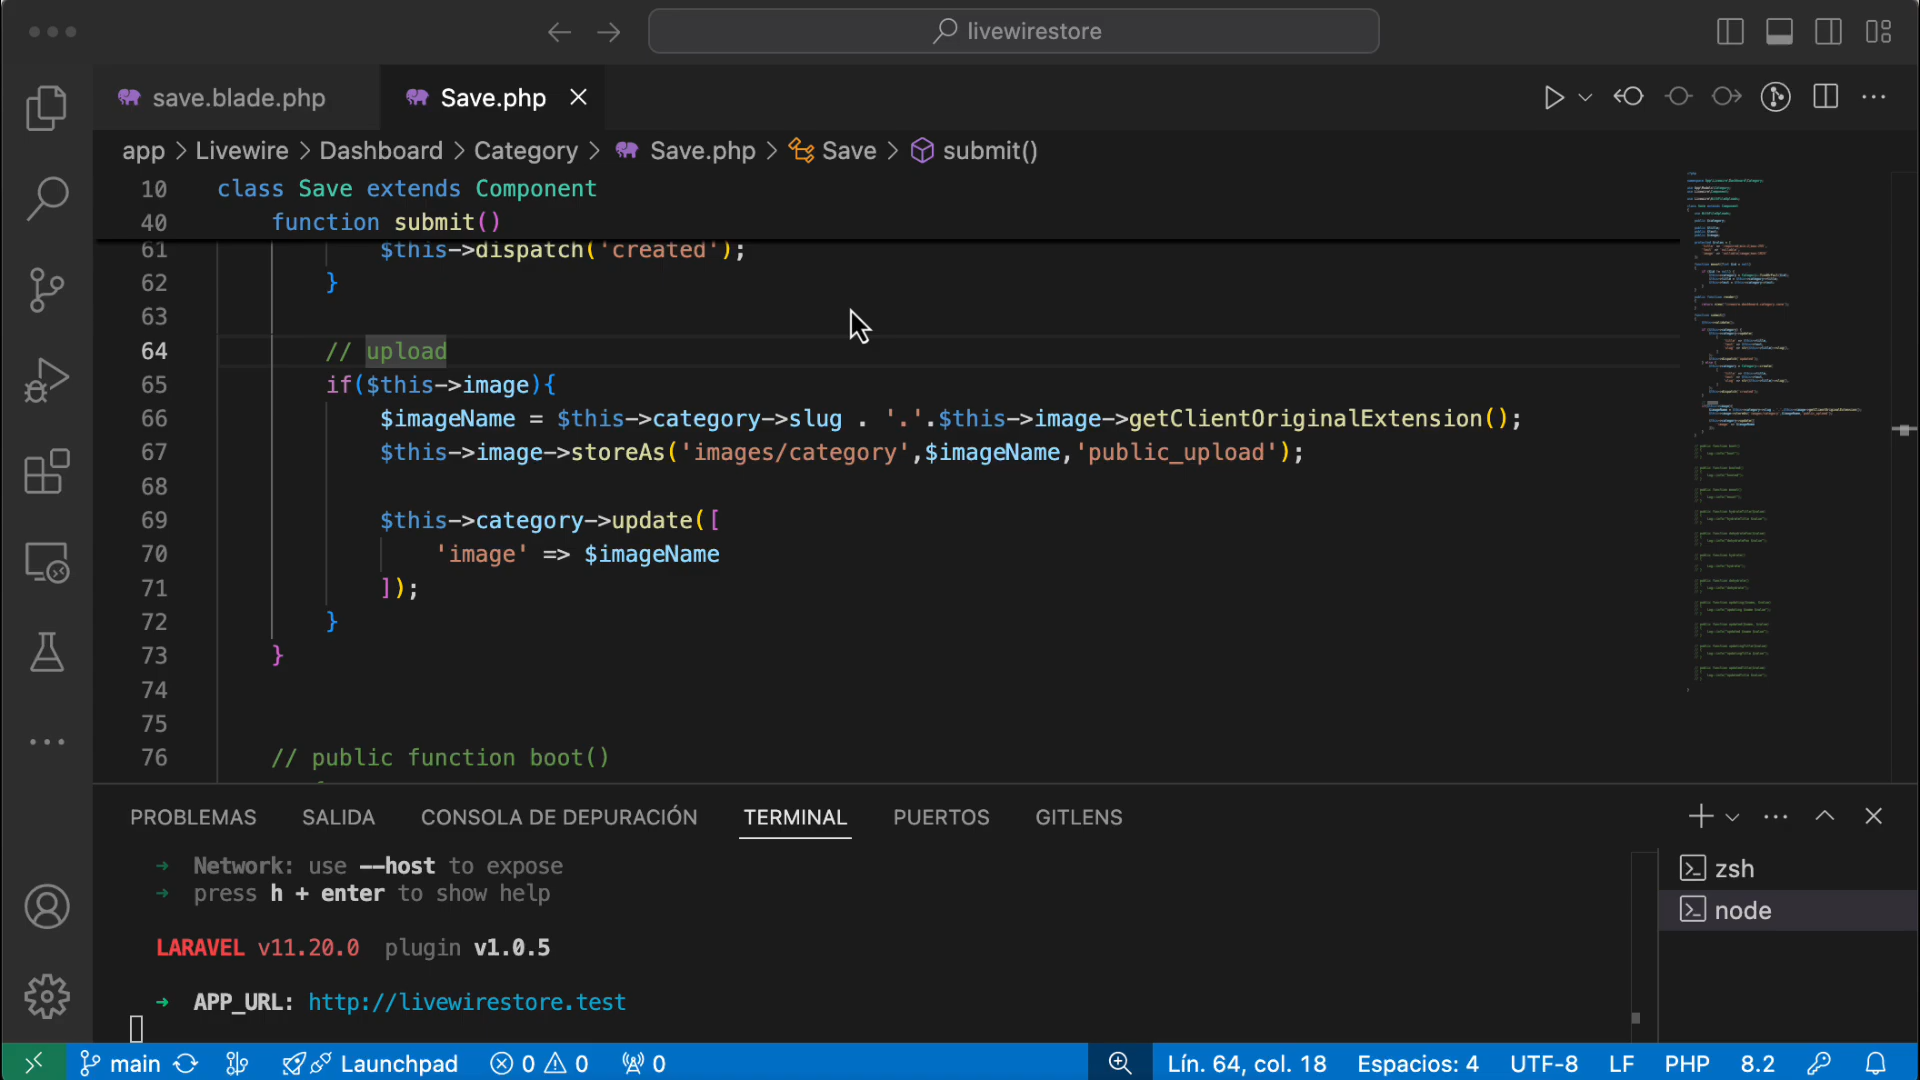 livewirestore
save.blade.php
Save.php
app > Livewire > Dashboard > Category > Save.php > Save > submit()
10 class Save extends Component
40 function submit()
61 $this->dispatch('created');
62 }
63
64 // upload
65 if($this->image){
66 $imageName = $this->category->slug . '.'.$this->image->getClientOriginalExtension();
67 $this->image->storeAs('images/category',$imageName,'public_upload');
68
69 $this->category->update([
70 'image' => $imageName
71 ]);
72 }
73 }
74
75
76 // public function boot()
PROBLEMAS SALIDA CONSOLA DE DEPURACIÓN TERMINAL PUERTOS GITLENS
➜ Network: use --host to expose
➜ press h + enter to show help
LARAVEL v11.20.0 plugin v1.0.5
➜ APP_URL: http://livewirestore.test
zsh
node
main Launchpad 0 0 0 Lín. 64, col. 18 Espacios: 4 UTF-8 LF PHP 8.2